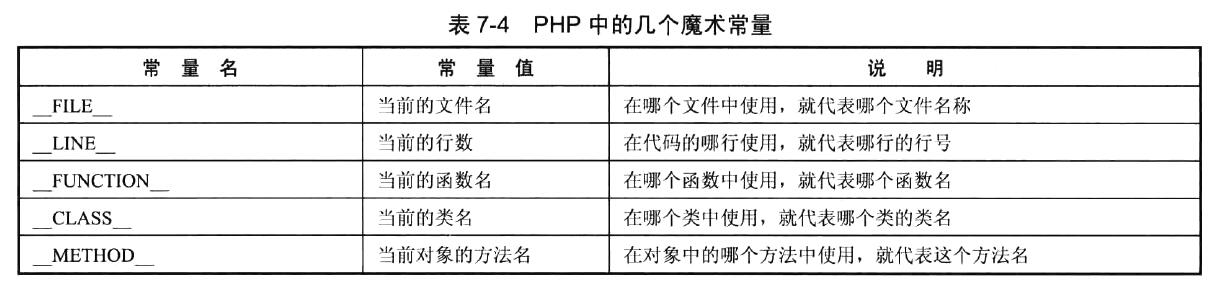 表 7-4 PHP 中的几个魔术常量
常 量 名 常 量 值 说 明
__FILE__ 当前的文件名 在哪个文件中使用，就代表哪个文件名称
__LINE__ 当前的行数 在代码的哪行使用，就代表哪行的行号
__FUNCTION__ 当前的函数名 在哪个函数中使用，就代表哪个函数名
__CLASS__ 当前的类名 在哪个类中使用，就代表哪个类的类名
__METHOD__ 当前对象的方法名 在对象中的哪个方法中使用，就代表这个方法名